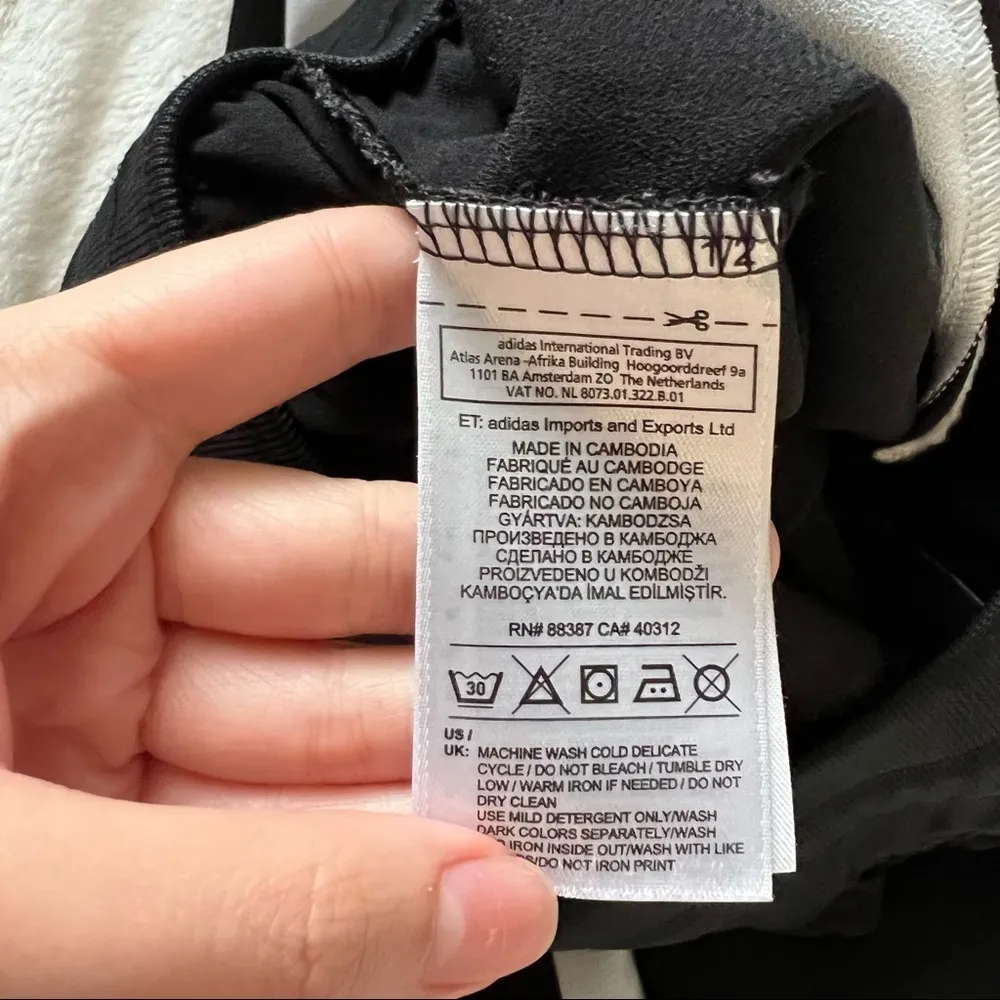 1/2
adidas International Trading BV
Atlas Arena -Afrika Building Hoogoorddreef 9a
1101 BA Amsterdam ZO The Netherlands
VAT NO. NL 8073.01.322.B.01
ET: adidas Imports and Exports Ltd
MADE IN CAMBODIA
FABRIQUÉ AU CAMBODGE
FABRICADO EN CAMBOYA
FABRICADO NO CAMBOJA
GYÁRTVA: KAMBODZSA
ПРОИЗВЕДЕНО В КАМБОДЖА
СДЕЛАНО В КАМБОДЖЕ
PROIZVEDENO U KOMBODŽI
KAMBOÇYA'DA İMAL EDİLMİŞTİR.
RN# 88387 CA# 40312
30
US /
UK: MACHINE WASH COLD DELICATE
CYCLE / DO NOT BLEACH / TUMBLE DRY
LOW / WARM IRON IF NEEDED / DO NOT
DRY CLEAN
USE MILD DETERGENT ONLY/WASH
DARK COLORS SEPARATELY/WASH
IRON INSIDE OUT/WASH WITH LIKE
/DO NOT IRON PRINT